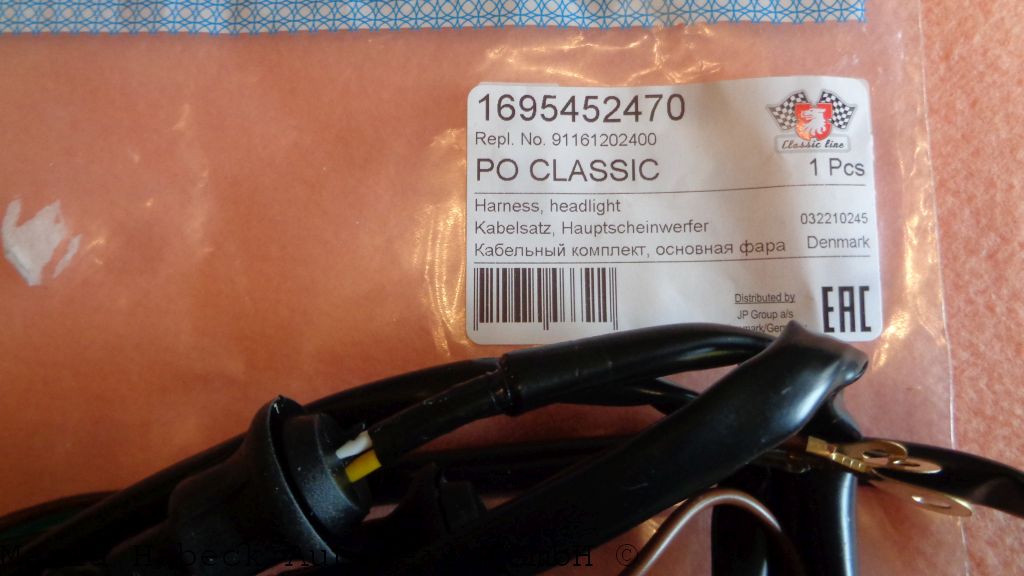 1695452470
Repl. No. 91161202400
PO CLASSIC
Classic line
1 Pcs
Harness, headlight
Kabelsatz, Hauptscheinwerfer
032210245
Кабельный комплект, основная фара
Denmark
Distributed by
JP Group a/s
EAC
GmbH ©